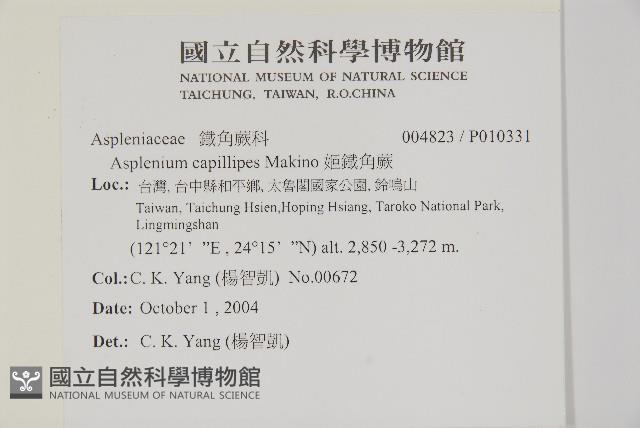 國立自然科學博物館
NATIONAL MUSEUM OF NATURAL SCIENCE
TAICHUNG, TAIWAN, R.O.CHINA
Aspleniaceae 鐵角蕨科 004823 / P010331
Asplenium capillipes Makino 姬鐵角蕨
Loc.: 台灣, 台中縣和平鄉, 太魯閣國家公園, 鈴鳴山
Taiwan, Taichung Hsien,Hoping Hsiang, Taroko National Park,
Lingmingshan
(121°21’ ”E , 24°15’ ”N) alt. 2,850 -3,272 m.
Col.: C. K. Yang (楊智凱) No.00672
Date: October 1 , 2004
Det.: C. K. Yang (楊智凱)
國立自然科學博物館
NATIONAL MUSEUM OF NATURAL SCIENCE